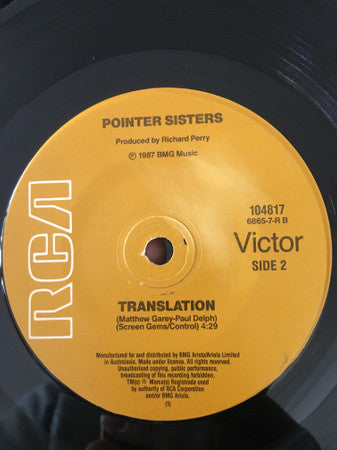 POINTER SISTERS
Produced by Richard Perry
℗ 1987 BMG Music
RCA
104817
6865-7-R B
Victor
SIDE 2
TRANSLATION
(Matthew Garey-Paul Delph)
(Screen Gems/Control) 4:29
Manufactured for and distributed by BMG Arista/Ariola Limited
in Australasia. Made under license. All rights reserved.
Unauthorised copying, public performance,
broadcasting of this recording forbidden.
TM(s) ® Marca(s) Registrada used
by authority of RCA Corporation
and/or BMG Ariola.